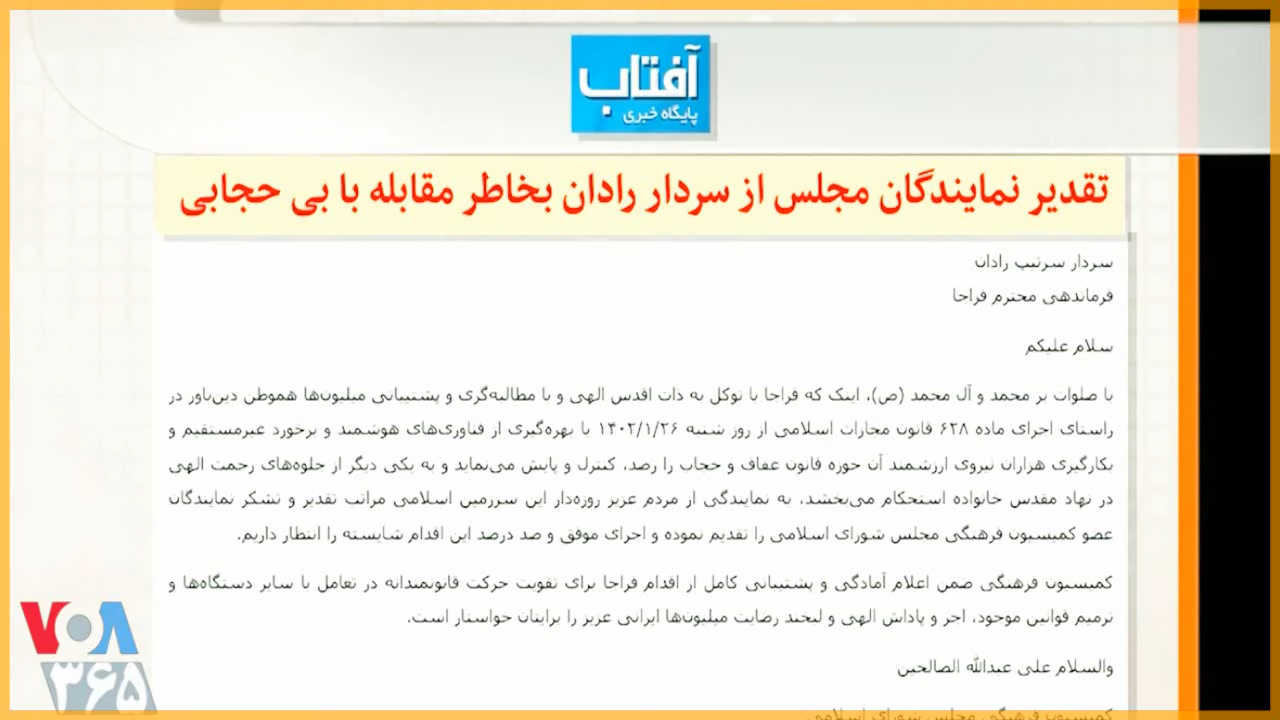 آفتاب
پایگاه خبری
تقدیر نمایندگان مجلس از سردار رادان بخاطر مقابله با بی حجابی
سردار سرتیپ رادان
فرماندهی محترم فراجا
سلام علیکم
با صلوات بر محمد و آل محمد (ص)، اینک که فراجا با توکل به ذات اقدس الهی و با مطالبه‌گری و پشتیبانی میلیون‌ها هموطن دین‌باور در
راستای اجرای ماده ۶۲۸ قانون مجازات اسلامی از روز شنبه ۱۴۰۲/۱/۲۶ با بهره‌گیری از فناوری‌های هوشمند و برخورد غیرمستقیم و
بکارگیری هزاران نیروی ارزشمند آن حوزه قانون عفاف و حجاب را رصد، کنترل و پایش می‌نماید و به یکی دیگر از جلوه‌های رحمت الهی
در نهاد مقدس خانواده استحکام می‌بخشد، به نمایندگی از مردم عزیز روزه‌دار این سرزمین اسلامی مراتب تقدیر و تشکر نمایندگان
عضو کمیسیون فرهنگی مجلس شورای اسلامی را تقدیم نموده و اجرای موفق و صد درصد این اقدام شایسته را انتظار داریم.
کمیسیون فرهنگی ضمن اعلام آمادگی و پشتیبانی کامل از اقدام فراجا برای تقویت حرکت قانونمندانه در تعامل با سایر دستگاه‌ها و
ترمیم قوانین موجود، اجر و پاداش الهی و لبخند رضایت میلیون‌ها ایرانی عزیز را برایتان خواستار است.
والسلام علی عبدالله الصالحین
کمیسیون فرهنگی مجلس شورای اسلامی
VOA
۳۶۵